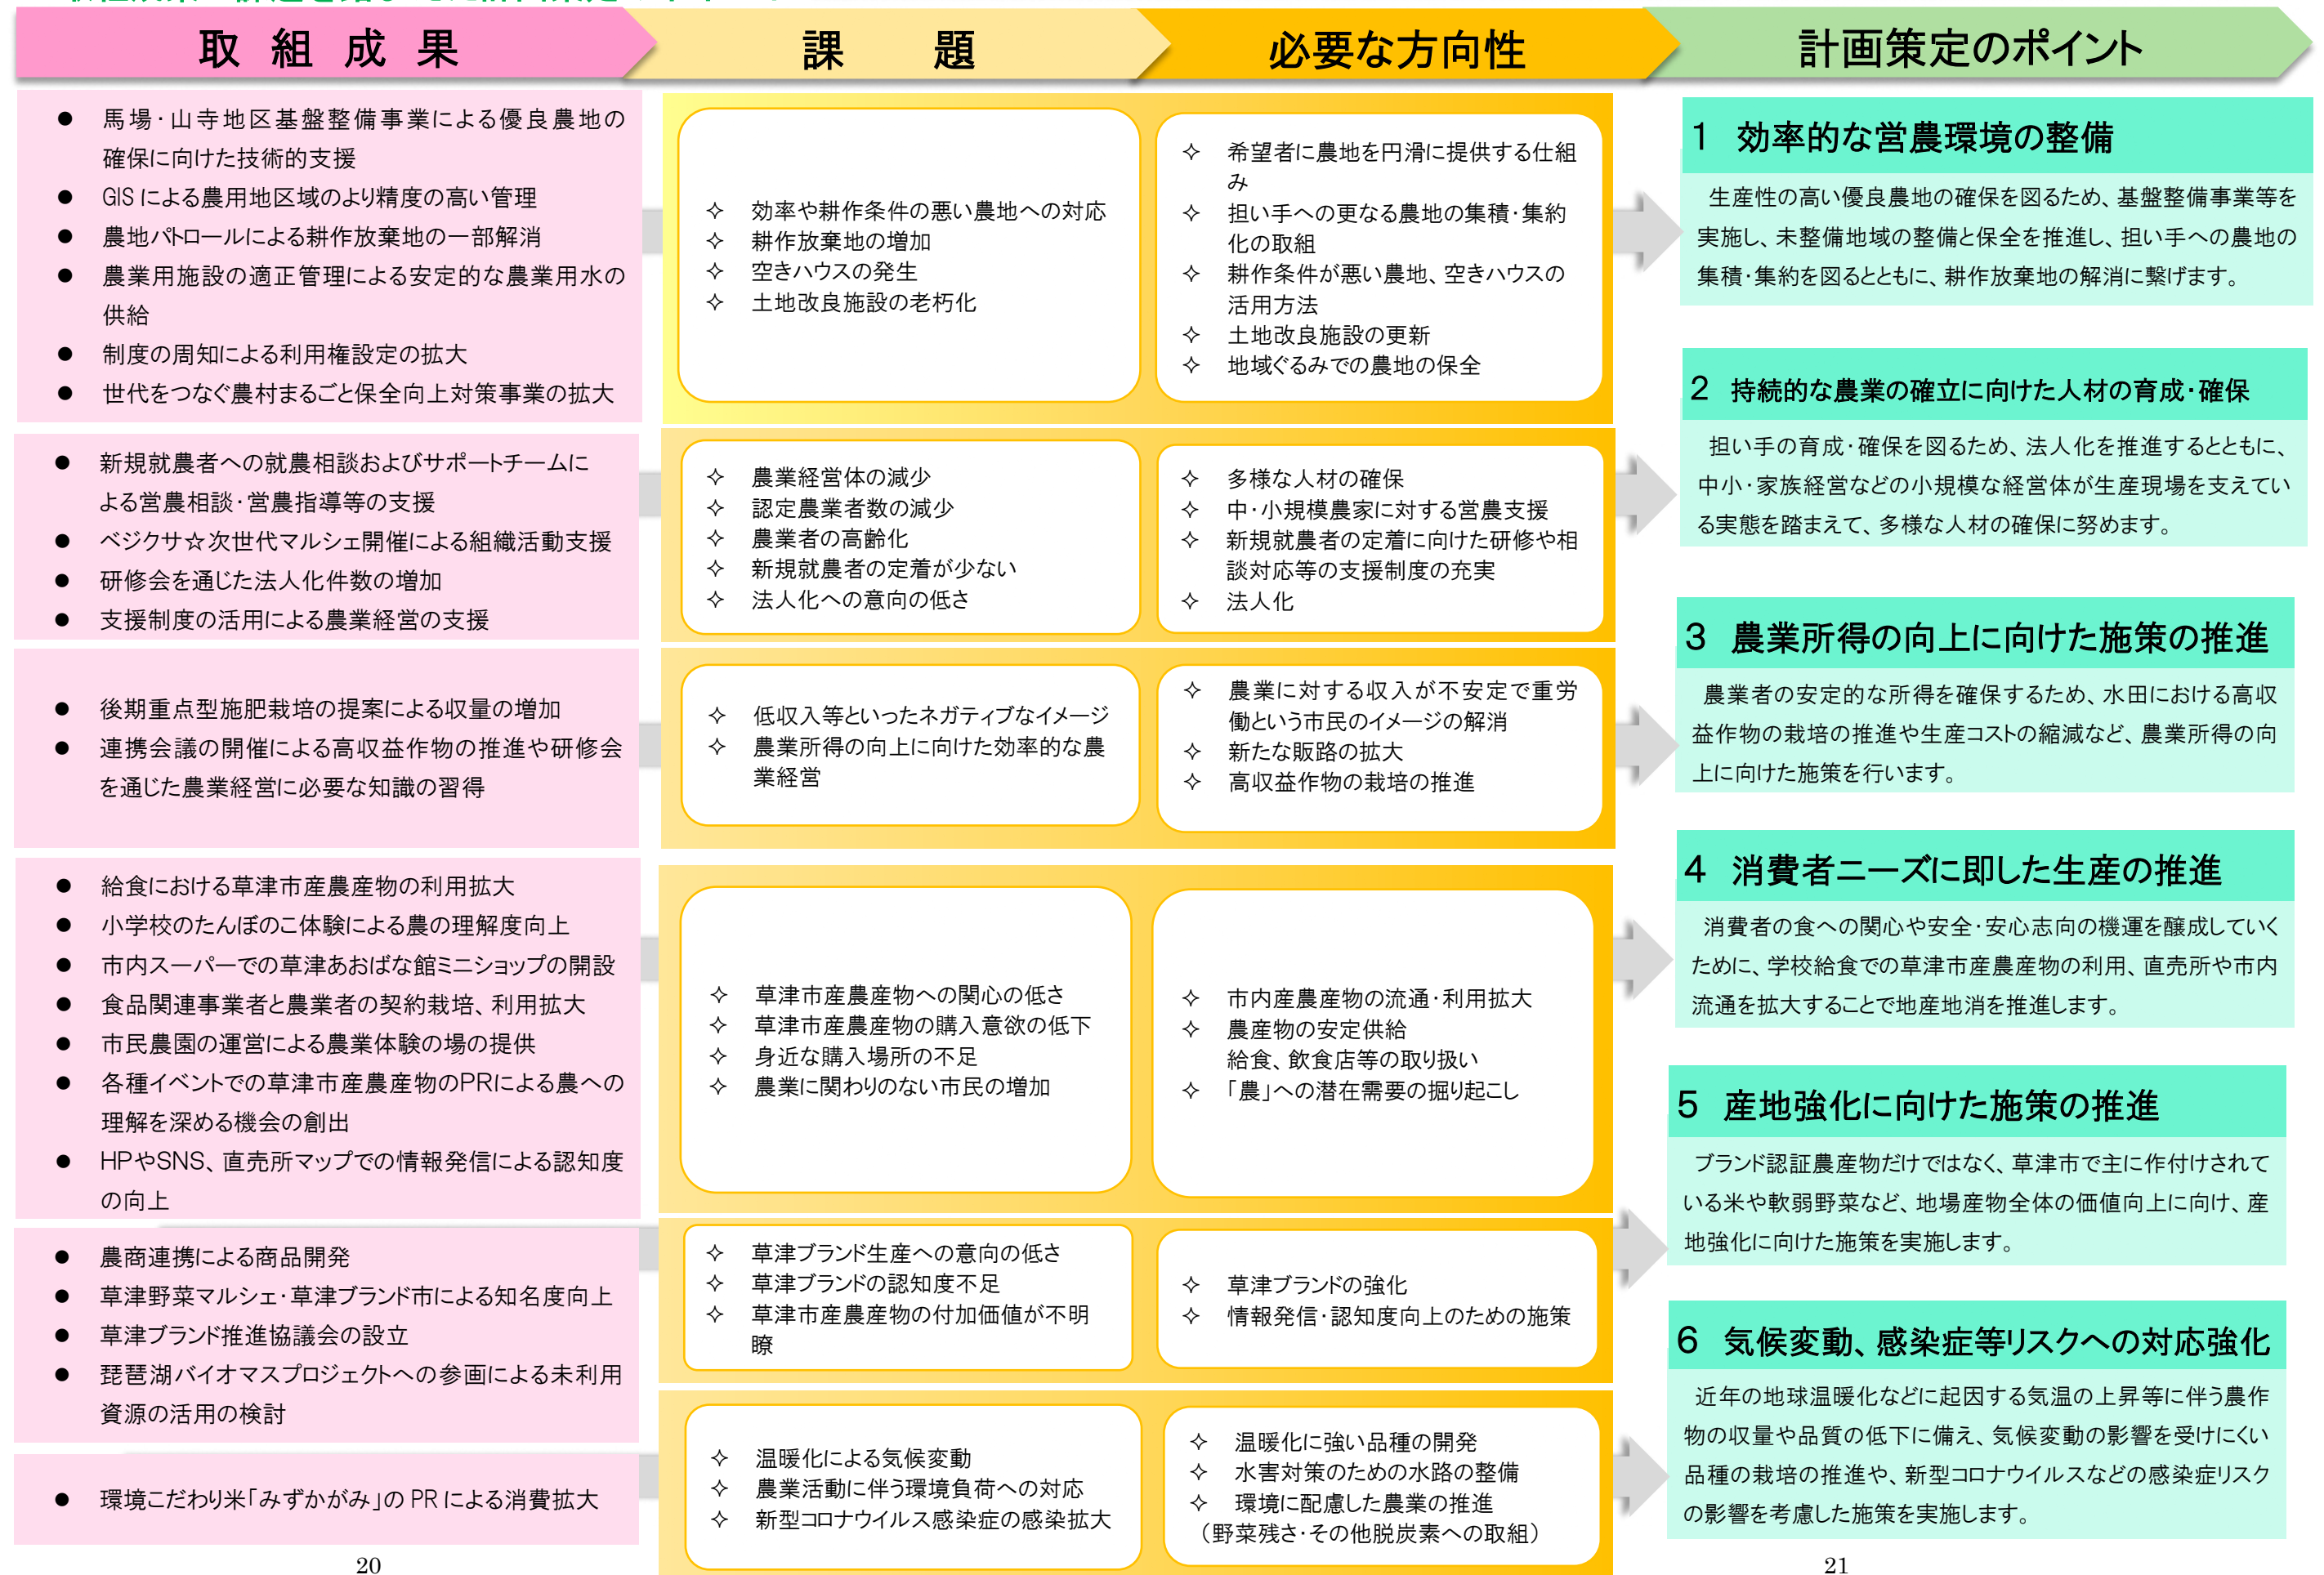 取組成果
課題
必要な方向性
計画策定のポイント
● 馬場・山寺地区基盤整備事業による優良農地の
確保に向けた技術的支援
● GISによる農用地区域のより精度の高い管理
● 農地パトロールによる耕作放棄地の一部解消
● 農業用施設の適正管理による安定的な農業用水の
供給
● 制度の周知による利用権設定の拡大
● 世代をつなぐ農村まるごと保全向上対策事業の拡大
✧ 効率や耕作条件の悪い農地への対応
✧ 耕作放棄地の増加
✧ 空きハウスの発生
✧ 土地改良施設の老朽化
✧ 希望者に農地を円滑に提供する仕組
み
✧ 担い手への更なる農地の集積・集約
化の取組
✧ 耕作条件が悪い農地、空きハウスの
活用方法
✧ 土地改良施設の更新
✧ 地域ぐるみでの農地の保全
1 効率的な営農環境の整備
生産性の高い優良農地の確保を図るため、基盤整備事業等を
実施し、未整備地域の整備と保全を推進し、担い手への農地の
集積・集約を図るとともに、耕作放棄地の解消に繋げます。
● 新規就農者への就農相談およびサポートチームに
よる営農相談・営農指導等の支援
● ベジクサ☆次世代マルシェ開催による組織活動支援
● 研修会を通じた法人化件数の増加
● 支援制度の活用による農業経営の支援
✧ 農業経営体の減少
✧ 認定農業者数の減少
✧ 農業者の高齢化
✧ 新規就農者の定着が少ない
✧ 法人化への意向の低さ
✧ 多様な人材の確保
✧ 中・小規模農家に対する営農支援
✧ 新規就農者の定着に向けた研修や相
談対応等の支援制度の充実
✧ 法人化
2 持続的な農業の確立に向けた人材の育成・確保
担い手の育成・確保を図るため、法人化を推進するとともに、
中小・家族経営などの小規模な経営体が生産現場を支えてい
る実態を踏まえて、多様な人材の確保に努めます。
● 後期重点型施肥栽培の提案による収量の増加
● 連携会議の開催による高収益作物の推進や研修会
を通じた農業経営に必要な知識の習得
✧ 低収入等といったネガティブなイメージ
✧ 農業所得の向上に向けた効率的な農
業経営
✧ 農業に対する収入が不安定で重労
働という市民のイメージの解消
✧ 新たな販路の拡大
✧ 高収益作物の栽培の推進
3 農業所得の向上に向けた施策の推進
農業者の安定的な所得を確保するため、水田における高収
益作物の栽培の推進や生産コストの縮減など、農業所得の向
上に向けた施策を行います。
● 給食における草津市産農産物の利用拡大
● 小学校のたんぼのこ体験による農の理解度向上
● 市内スーパーでの草津あおばな館ミニショップの開設
● 食品関連事業者と農業者の契約栽培、利用拡大
● 市民農園の運営による農業体験の場の提供
● 各種イベントでの草津市産農産物のPRによる農への
理解を深める機会の創出
● HPやSNS、直売所マップでの情報発信による認知度
の向上
✧ 草津市産農産物への関心の低さ
✧ 草津市産農産物の購入意欲の低下
✧ 身近な購入場所の不足
✧ 農業に関わりのない市民の増加
✧ 市内産農産物の流通・利用拡大
✧ 農産物の安定供給
給食、飲食店等の取り扱い
✧ 「農」への潜在需要の掘り起こし
4 消費者ニーズに即した生産の推進
消費者の食への関心や安全・安心志向の機運を醸成していく
ために、学校給食での草津市産農産物の利用、直売所や市内
流通を拡大することで地産地消を推進します。
● 農商連携による商品開発
● 草津野菜マルシェ・草津ブランド市による知名度向上
● 草津ブランド推進協議会の設立
● 琵琶湖バイオマスプロジェクトへの参画による未利用
資源の活用の検討
✧ 草津ブランド生産への意向の低さ
✧ 草津ブランドの認知度不足
✧ 草津市産農産物の付加価値が不明
瞭
✧ 草津ブランドの強化
✧ 情報発信・認知度向上のための施策
5 産地強化に向けた施策の推進
ブランド認証農産物だけではなく、草津市で主に作付けされて
いる米や軟弱野菜など、地場産物全体の価値向上に向け、産
地強化に向けた施策を実施します。
● 環境こだわり米「みずかがみ」のPRによる消費拡大
✧ 温暖化による気候変動
✧ 農業活動に伴う環境負荷への対応
✧ 新型コロナウイルス感染症の感染拡大
✧ 温暖化に強い品種の開発
✧ 水害対策のための水路の整備
✧ 環境に配慮した農業の推進
（野菜残さ・その他脱炭素への取組）
6 気候変動、感染症等リスクへの対応強化
近年の地球温暖化などに起因する気温の上昇等に伴う農作
物の収量や品質の低下に備え、気候変動の影響を受けにくい
品種の栽培の推進や、新型コロナウイルスなどの感染症リスク
の影響を考慮した施策を実施します。
20
21